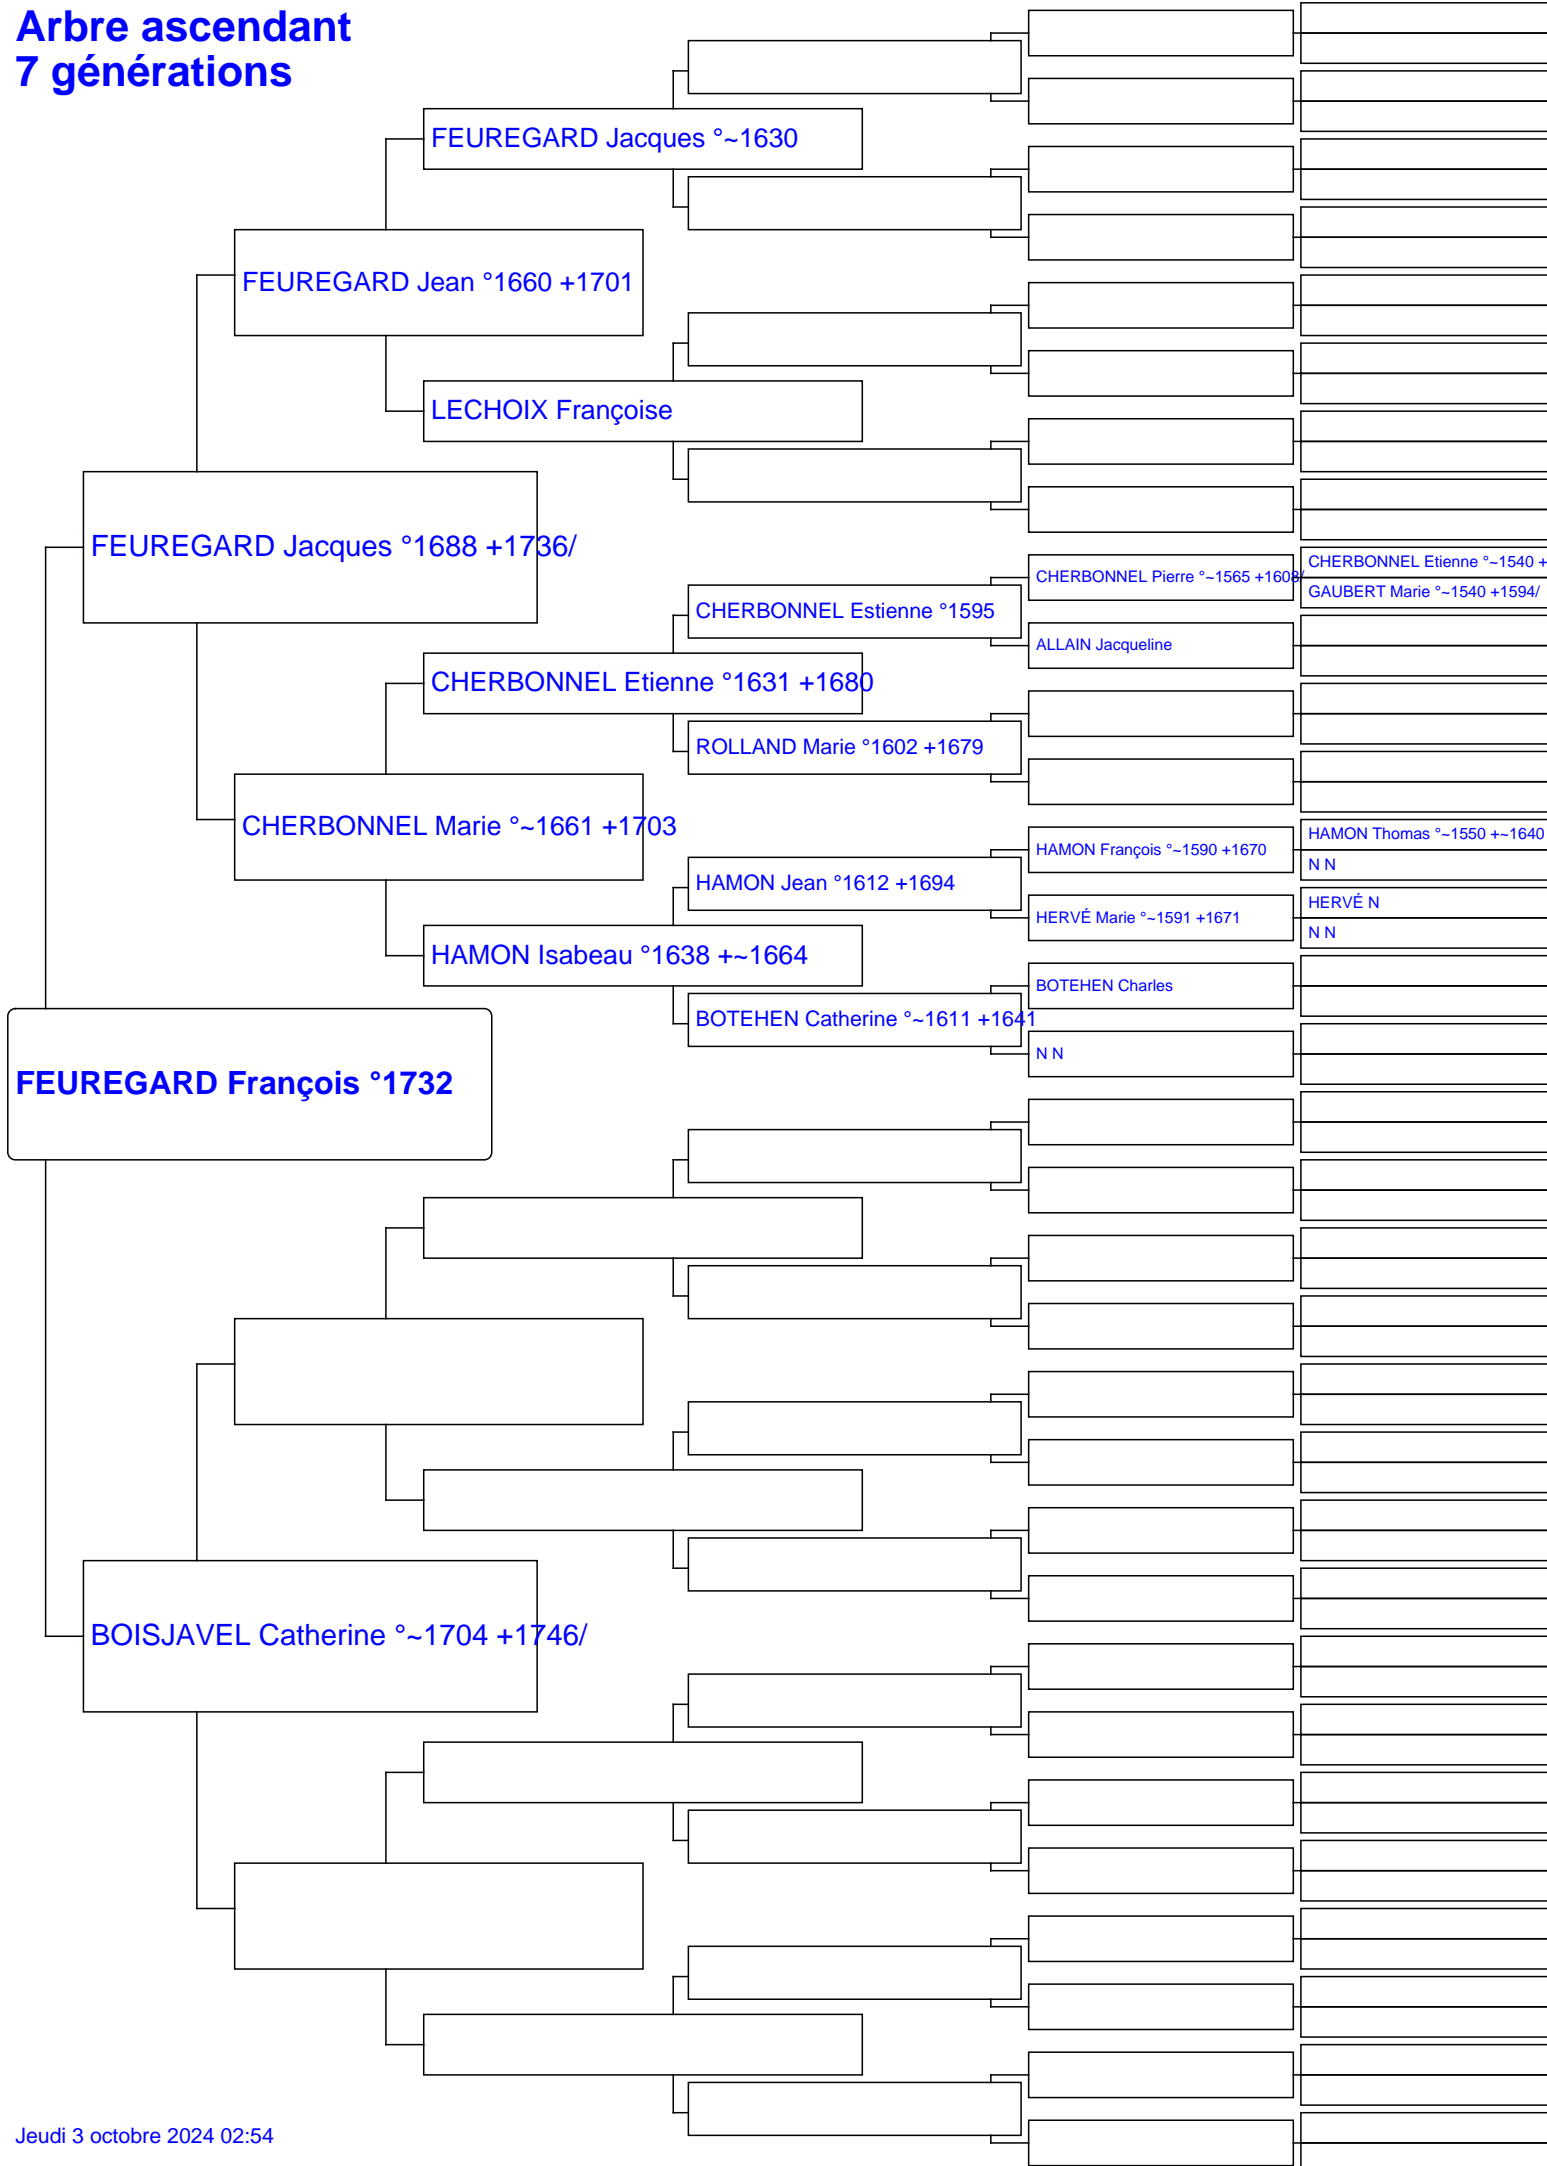 Arbre ascendant
7 générations
FEUREGARD Jacques °~1630
FEUREGARD Jean °1660 +1701
LECHOIX Françoise
FEUREGARD Jacques °1688 +1736/
CHERBONNEL Etienne °~1540 +
CHERBONNEL Pierre °~1565 +1608/
GAUBERT Marie °~1540 +1594/
CHERBONNEL Estienne °1595
ALLAIN Jacqueline
CHERBONNEL Etienne °1631 +1680
ROLLAND Marie °1602 +1679
CHERBONNEL Marie °~1661 +1703
HAMON Thomas °~1550 +~1640
HAMON François °~1590 +1670
N N
HAMON Jean °1612 +1694
HERVÉ N
HERVÉ Marie °~1591 +1671
N N
HAMON Isabeau °1638 +~1664
BOTEHEN Charles
BOTEHEN Catherine °~1611 +1641
N N
FEUREGARD François °1732
BOISJAVEL Catherine °~1704 +1746/
Jeudi 3 octobre 2024 02:54